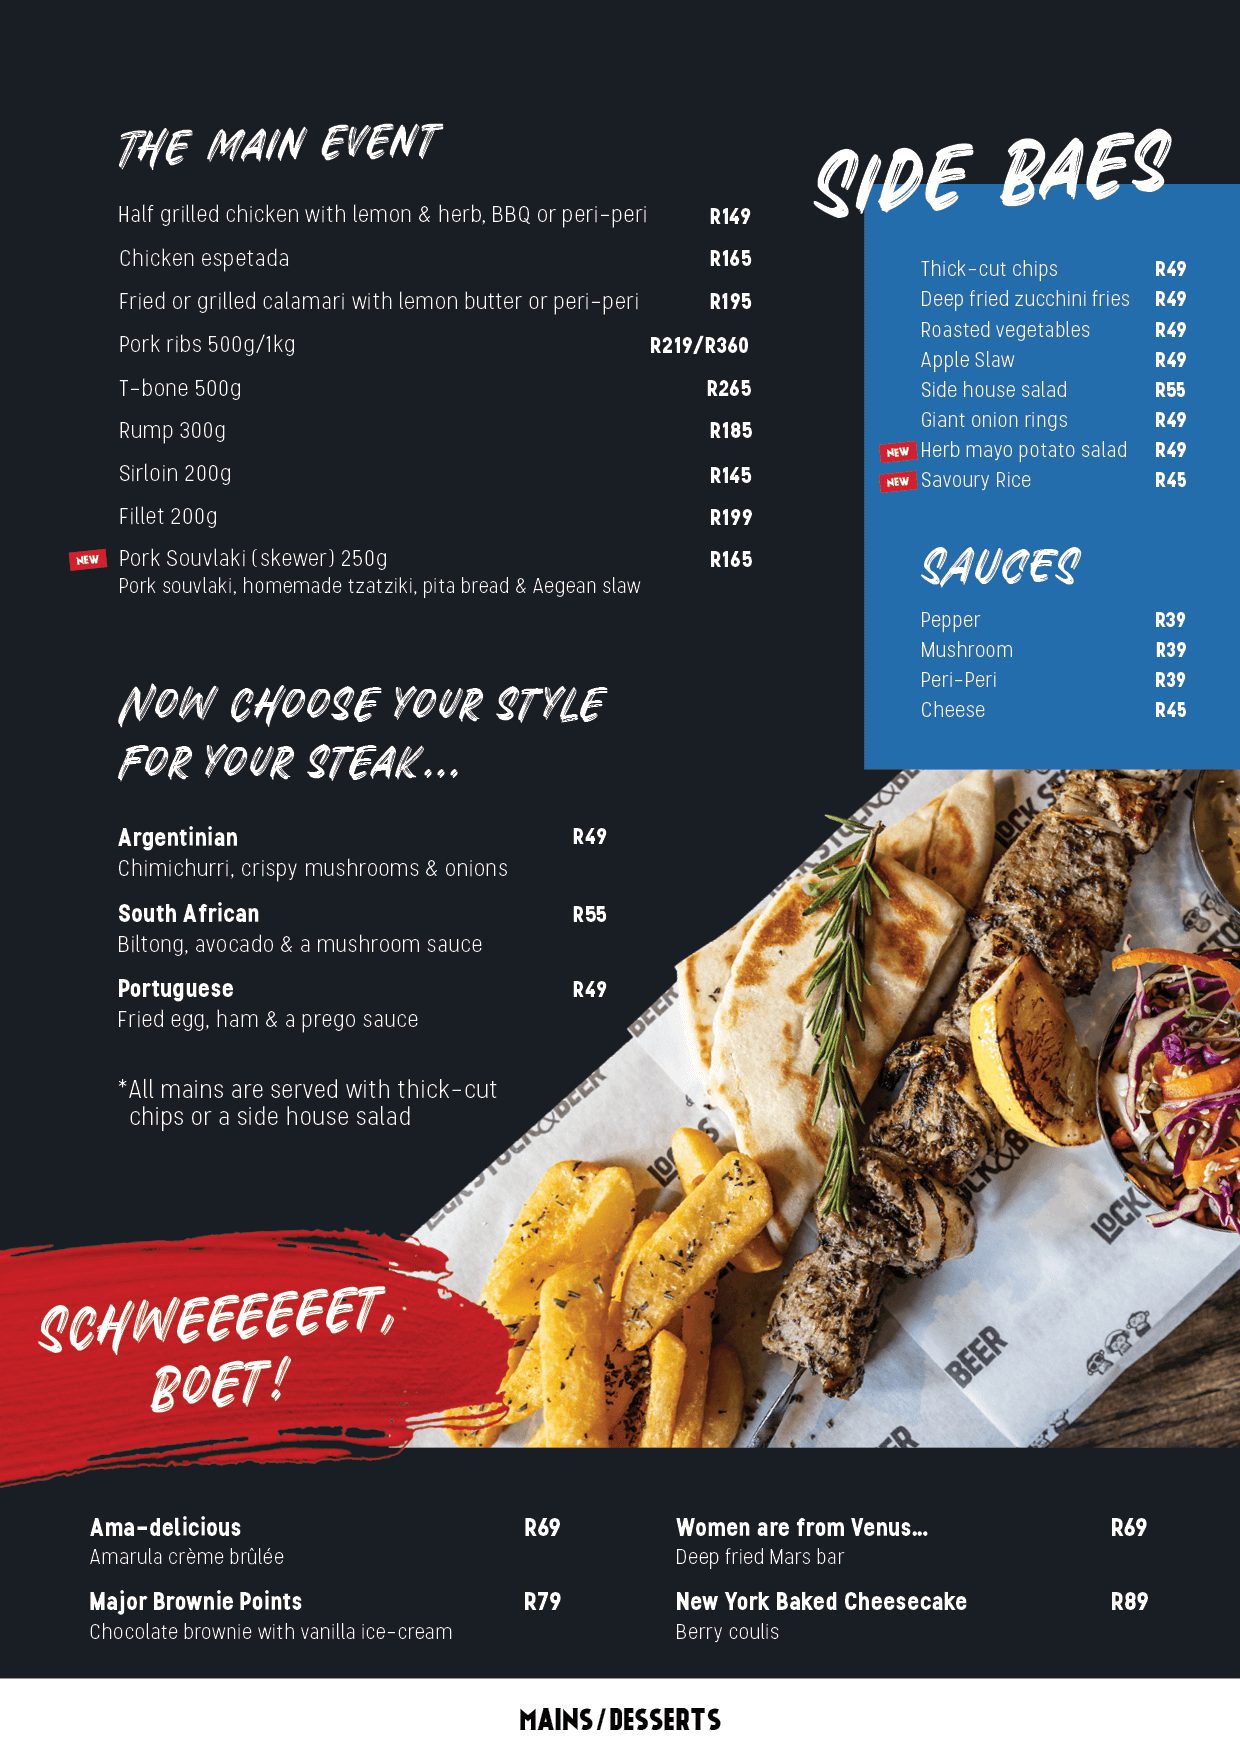 THE MAIN EVENT
Half grilled chicken with lemon & herb, BBQ or peri-peri R149
Chicken espetada R165
Fried or grilled calamari with lemon butter or peri-peri R195
Pork ribs 500g/1kg R219/R360
T-bone 500g R265
Rump 300g R185
Sirloin 200g R145
Fillet 200g R199
NEW Pork Souvlaki (skewer) 250g R165
Pork souvlaki, homemade tzatziki, pita bread & Aegean slaw
SIDE BAES
Thick-cut chips R49
Deep fried zucchini fries R49
Roasted vegetables R49
Apple Slaw R49
Side house salad R55
Giant onion rings R49
NEW Herb mayo potato salad R49
NEW Savoury Rice R45
SAUCES
Pepper R39
Mushroom R39
Peri-Peri R39
Cheese R45
NOW CHOOSE YOUR STYLE
FOR YOUR STEAK...
Argentinian R49
Chimichurri, crispy mushrooms & onions
South African R55
Biltong, avocado & a mushroom sauce
Portuguese R49
Fried egg, ham & a prego sauce
*All mains are served with thick-cut
chips or a side house salad
BEER
LOCK
BEER
SCHWEEEEEET,
BOET!
Ama-delicious R69
Amarula crème brûlée
Major Brownie Points R79
Chocolate brownie with vanilla ice-cream
Women are from Venus... R69
Deep fried Mars bar
New York Baked Cheesecake R89
Berry coulis
MAINS/DESSERTS